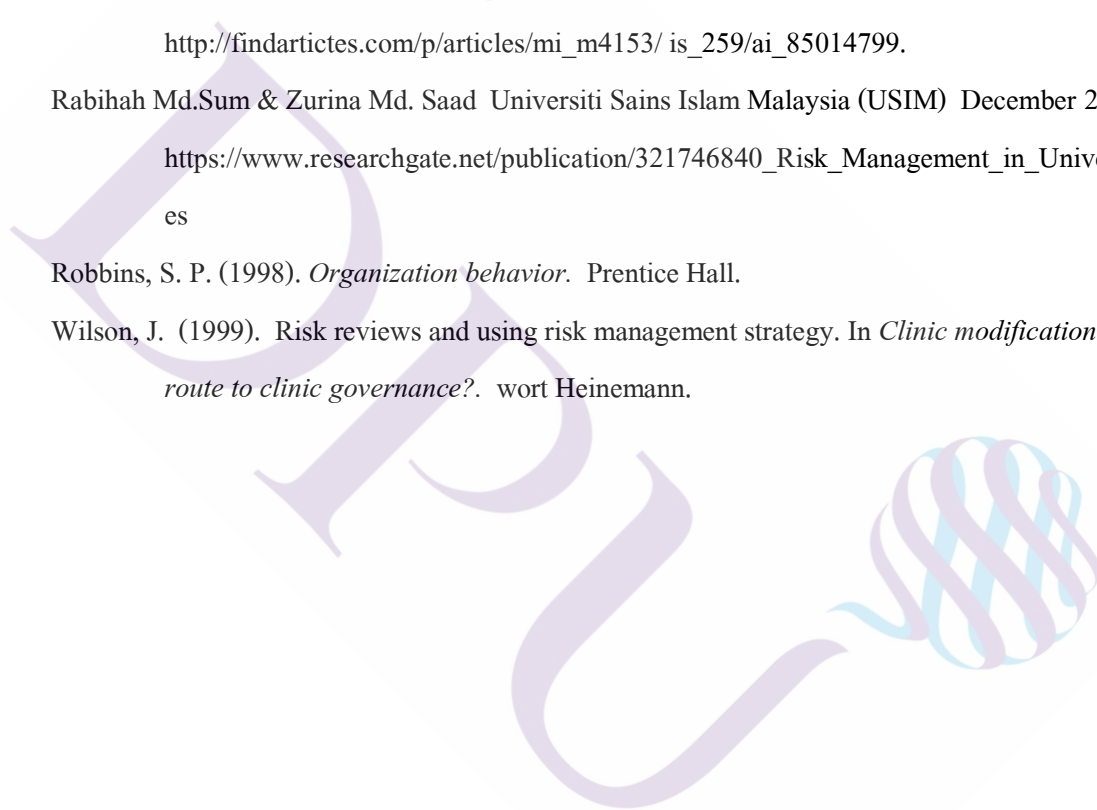 http://findartictes.com/p/articles/mi_m4153/ is_259/ai_85014799.
Rabihah Md.Sum & Zurina Md. Saad Universiti Sains Islam Malaysia (USIM) December 2
https://www.researchgate.net/publication/321746840_Risk_Management_in_Unive
es
Robbins, S. P. (1998). Organization behavior. Prentice Hall.
Wilson, J. (1999). Risk reviews and using risk management strategy. In Clinic modification
route to clinic governance?. wort Heinemann.
DPU